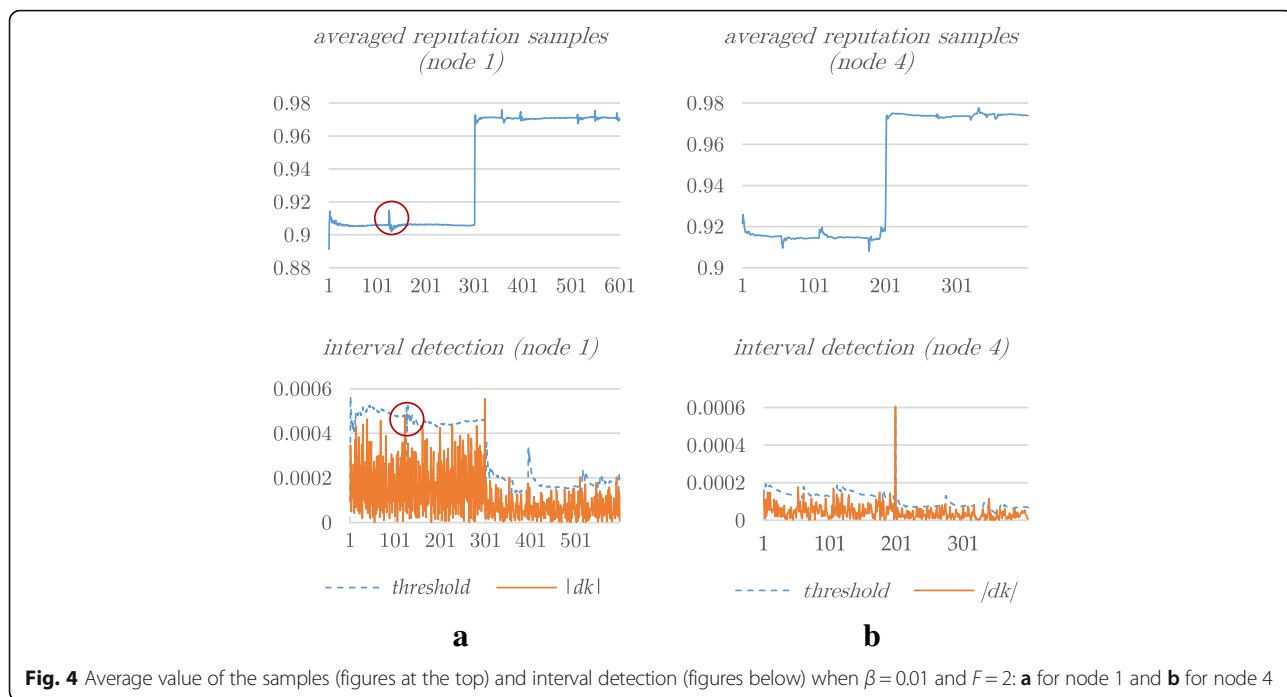 averaged reputation samples
(node 1)
0.98
0.96
0.94
0.92
0.9
0.88
1 101 201 301 401 501 601
averaged reputation samples
(node 4)
0.98
0.96
0.94
0.92
0.9
1 101 201 301
interval detection (node 1)
0.0006
0.0004
0.0002
0
1 101 201 301 401 501
threshold |dk|
a
interval detection (node 4)
0.0006
0.0004
0.0002
0
1 101 201 301
threshold |dk|
b
Fig. 4 Average value of the samples (figures at the top) and interval detection (figures below) when β = 0.01 and F = 2: a for node 1 and b for node 4